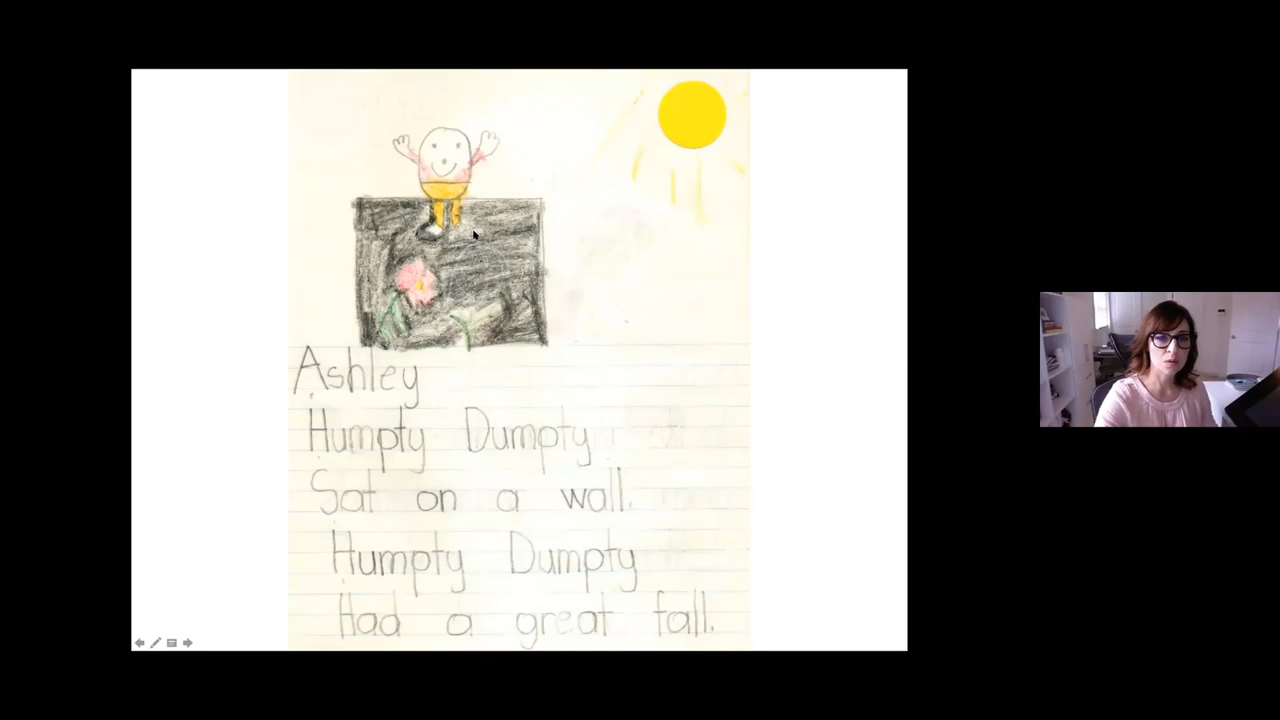 Ashley
Humpty Dumpty
Sat on a wall.
Humpty Dumpty
Had a great fall.